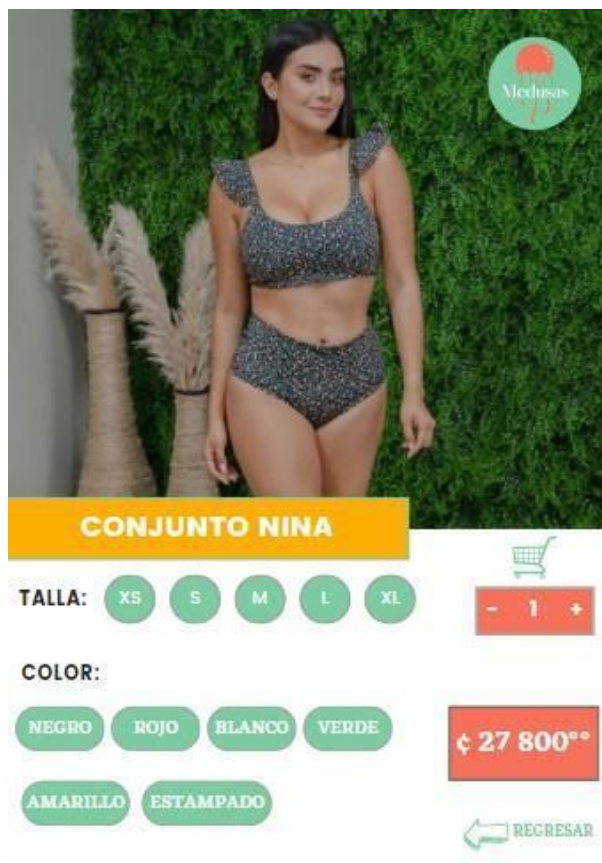 Medusas
CONJUNTO NINA
TALLA: XS S M L XL
- 1 +
COLOR:
NEGRO ROJO BLANCO VERDE
¢ 27 800°°
AMARILLO ESTAMPADO
REGRESAR